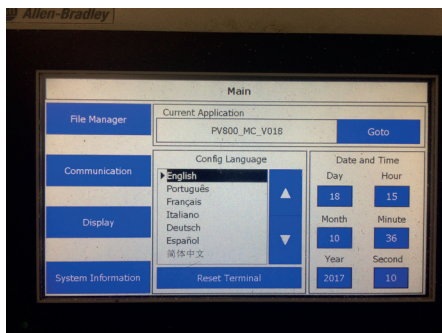 Allen-Bradley
Main
File Manager
Communication
Display
System Information
Current Application
PV800_MC_V018
Goto
Config Language
English
Português
Français
Italiano
Deutsch
Español
简体中文
Reset Terminal
Date and Time
Day Hour
18 15
Month Minute
10 36
Year Second
2017 10